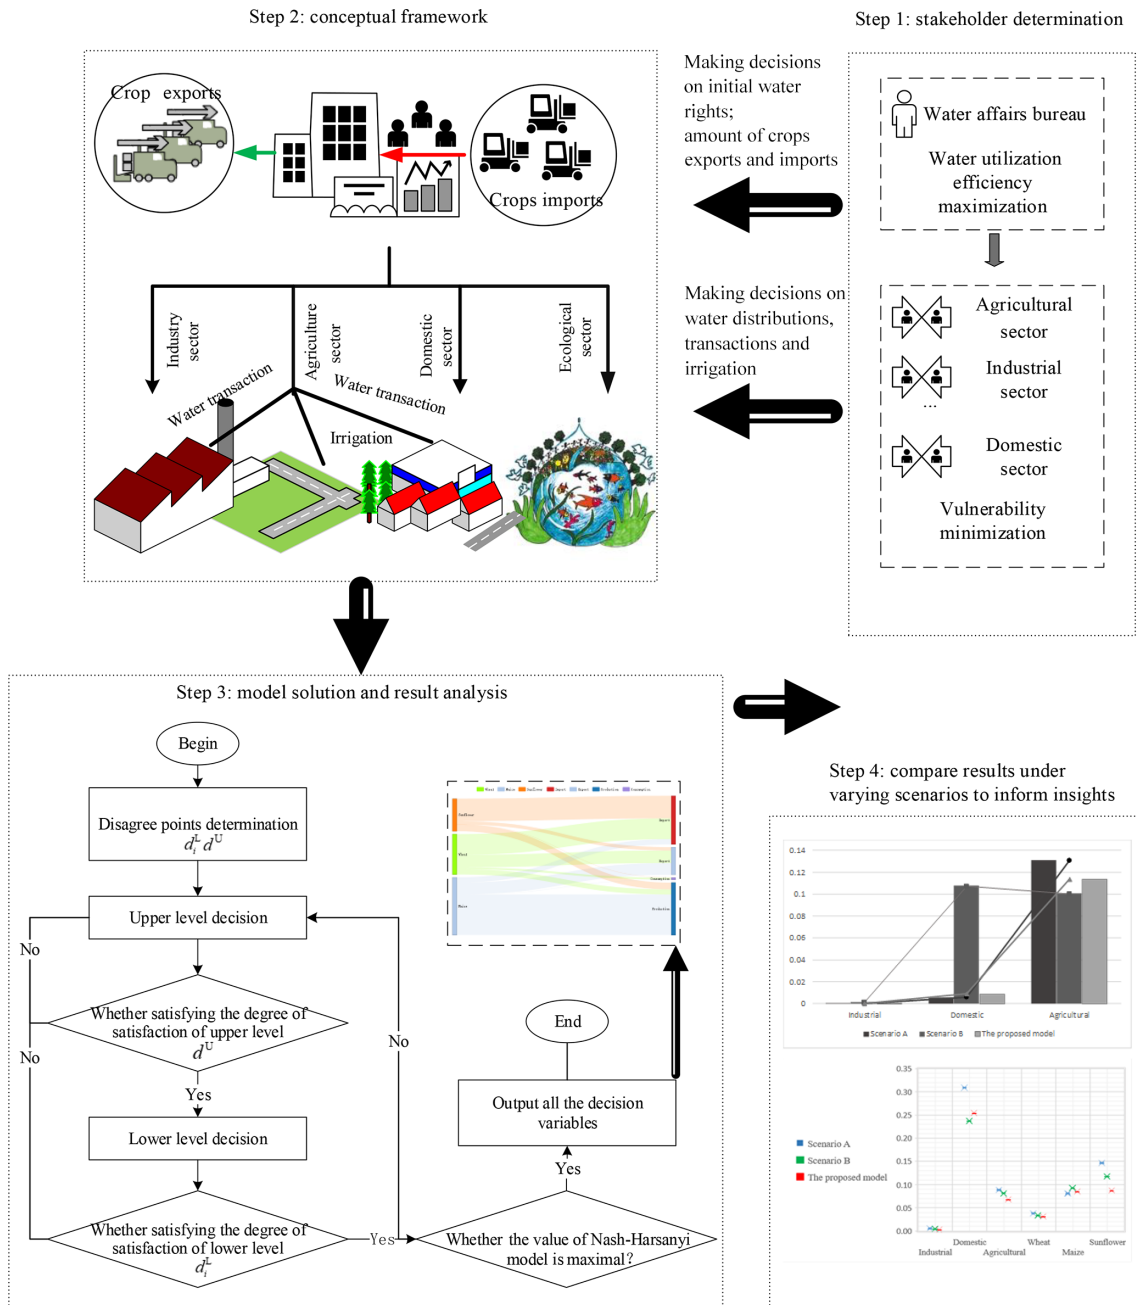 Step 2: conceptual framework
Step 1: stakeholder determination
Crop exports
Crops imports
Making decisions
on initial water
rights;
amount of crops
exports and imports
Water affairs bureau
Water utilization
efficiency
maximization
Industry
sector
Agriculture
sector
Domestic
sector
Ecological
sector
Water transaction
Water transaction
Irrigation
Making decisions on
water distributions,
transactions and
irrigation
Agricultural
sector
Industrial
sector
...
Domestic
sector
Vulnerability
minimization
Step 3: model solution and result analysis
Begin
Disagree points determination
d_i^L d^U
Upper level decision
No
Whether satisfying the degree of
satisfaction of upper level
d^U
No
No
Yes
Lower level decision
Whether satisfying the degree of
satisfaction of lower level
d_i^L
Yes
Whether the value of Nash-Harsanyi
model is maximal?
Yes
Output all the decision
variables
End
Step 4: compare results under
varying scenarios to inform insights
0.14
0.12
0.1
0.08
0.06
0.04
0.02
0
Industrial
Domestic
Agricultural
Scenario A
Scenario B
The proposed model
0.35
0.30
0.25
0.20
0.15
0.10
0.05
0.00
Scenario A
Scenario B
The proposed model
Domestic
Wheat
Sunflower
Industrial
Agricultural
Maize